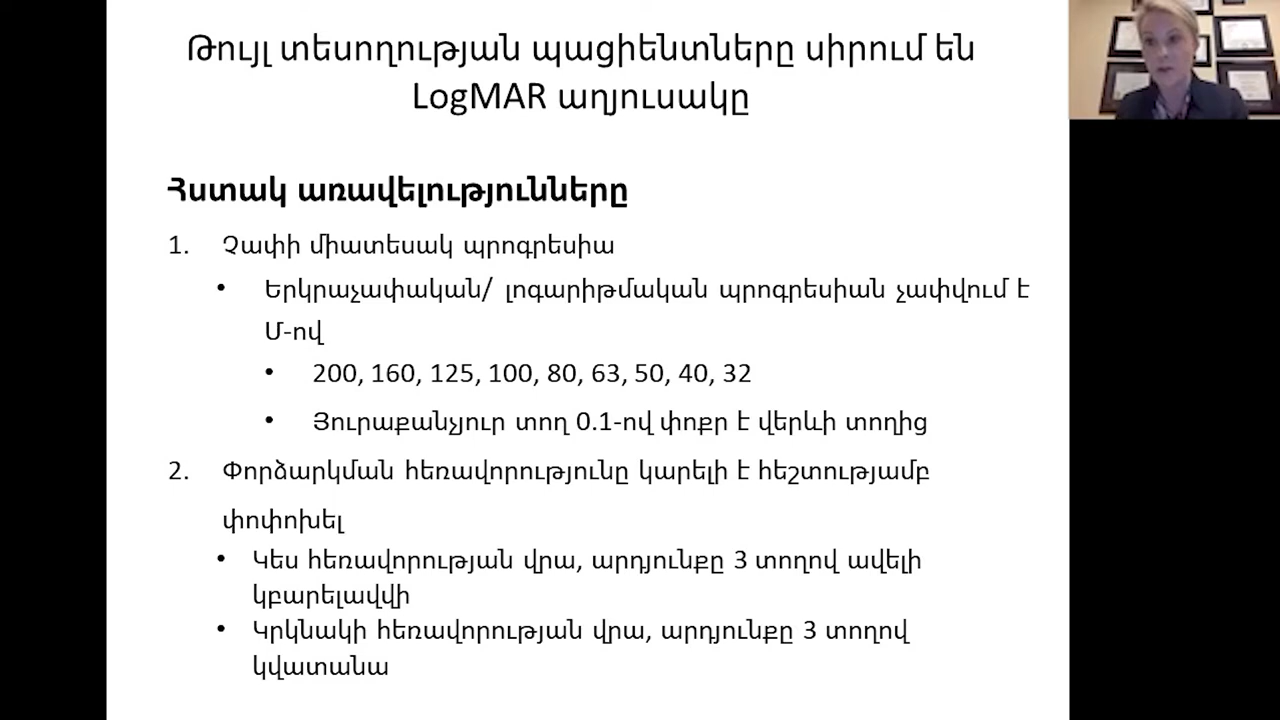 Թույլ տեսողության պացիենտները սիրում են
LogMAR աղյուսակը
Հստակ առավելությունները
1. Չափի միատեսակ պրոգրեսիա
• Երկրաչափական/ լոգարիթմական պրոգրեսիան չափվում է
Մ-ով
• 200, 160, 125, 100, 80, 63, 50, 40, 32
• Յուրաքանչյուր տող 0.1-ով փոքր է վերևի տողից
2. Փորձարկման հեռավորությունը կարելի է հեշտությամբ
փոփոխել
• Կես հեռավորության վրա, արդյունքը 3 տողով ավելի
կբարելավվի
• Կրկնակի հեռավորության վրա, արդյունքը 3 տողով
կվատանա